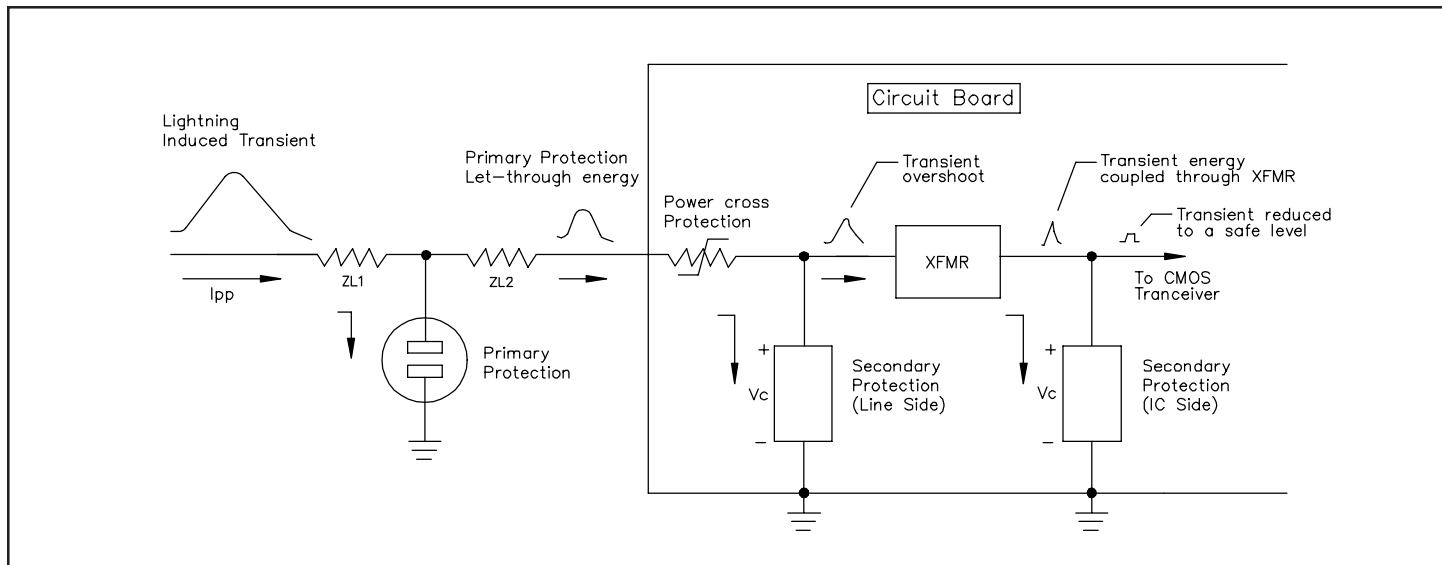 Circuit Board
Lightning
Induced Transient
Primary Protection
Let-through energy
Power cross
Protection
Transient
overshoot
Transient energy
coupled through XFMR
Transient reduced
to a safe level
Ipp
ZL1
ZL2
XFMR
To CMOS
Tranceiver
Primary
Protection
+
Vc
–
Secondary
Protection
(Line Side)
+
Vc
–
Secondary
Protection
(IC Side)